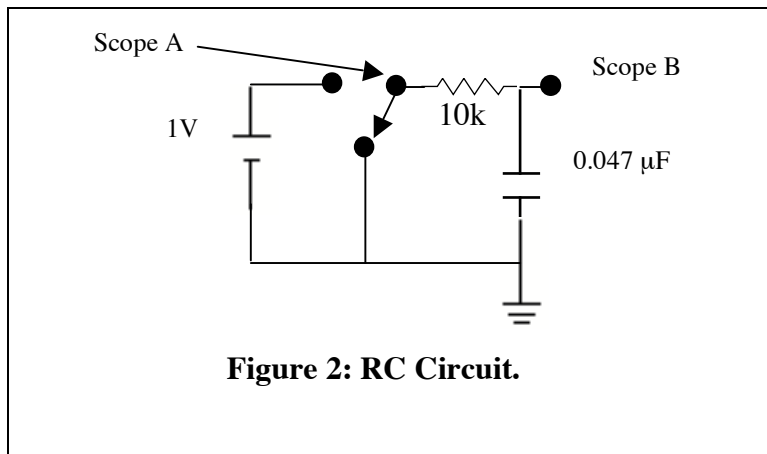 Scope A
Scope B
10k
1V
0.047 μF
Figure 2: RC Circuit.